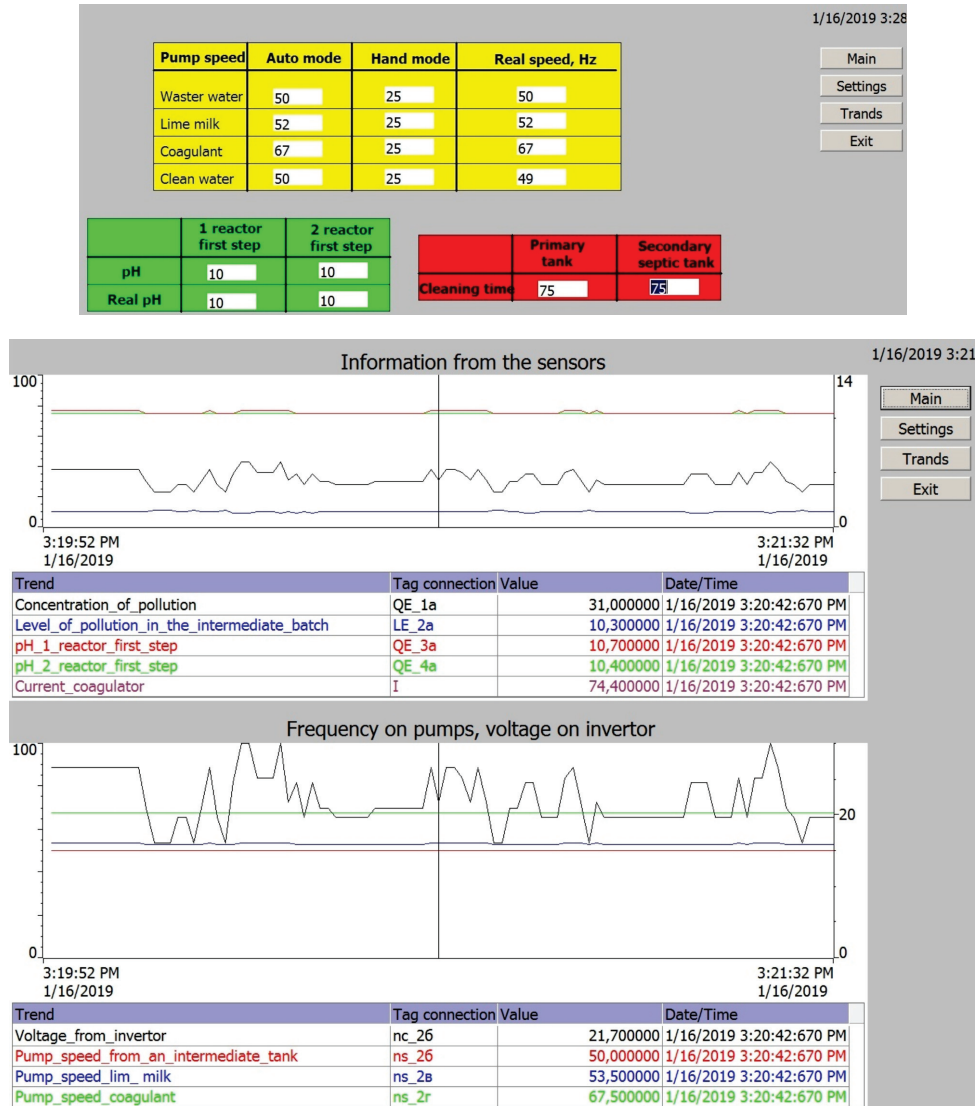 1/16/2019 3:28
Pump speed Auto mode Hand mode Real speed, Hz
Waster water 50 25 50
Lime milk 52 25 52
Coagulant 67 25 67
Clean water 50 25 49
Main
Settings
Trands
Exit
1 reactor first step 2 reactor first step
pH 10 10
Real pH 10 10
Primary tank Secondary septic tank
Cleaning time 75 75
Information from the sensors
1/16/2019 3:21
100 14
0 0
3:19:52 PM 3:21:32 PM
1/16/2019 1/16/2019
Main
Settings
Trands
Exit
Trend Tag connection Value Date/Time
Concentration_of_pollution QE_1a 31,000000 1/16/2019 3:20:42:670 PM
Level_of_pollution_in_the_intermediate_batch LE_2a 10,300000 1/16/2019 3:20:42:670 PM
pH_1_reactor_first_step QE_3a 10,700000 1/16/2019 3:20:42:670 PM
pH_2_reactor_first_step QE_4a 10,400000 1/16/2019 3:20:42:670 PM
Current_coagulator I 74,400000 1/16/2019 3:20:42:670 PM
Frequency on pumps, voltage on invertor
100
20
0 0
3:19:52 PM 3:21:32 PM
1/16/2019 1/16/2019
Trend Tag connection Value Date/Time
Voltage_from_invertor nc_2б 21,700000 1/16/2019 3:20:42:670 PM
Pump_speed_from_an_intermediate_tank ns_2б 50,000000 1/16/2019 3:20:42:670 PM
Pump_speed_lim_ milk ns_2в 53,500000 1/16/2019 3:20:42:670 PM
Pump_speed_coagulant ns_2г 67,500000 1/16/2019 3:20:42:670 PM